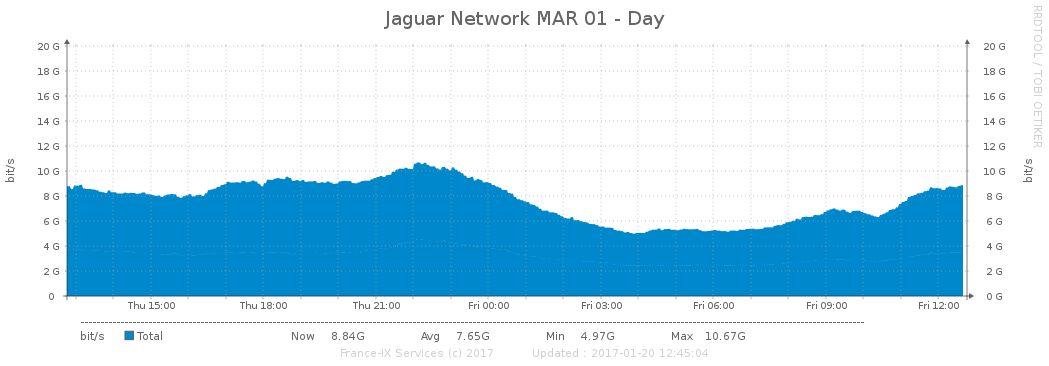 Jaguar Network MAR 01 - Day
RRDTOOL / TOBI OETIKER
bit/s
bit/s
20 G 20 G
18 G 18 G
16 G 16 G
14 G 14 G
12 G 12 G
10 G 10 G
8 G 8 G
6 G 6 G
4 G 4 G
2 G 2 G
0 0 G
Thu 15:00 Thu 18:00 Thu 21:00 Fri 00:00 Fri 03:00 Fri 06:00 Fri 09:00 Fri 12:00
bit/s Total Now 8.84G Avg 7.65G Min 4.97G Max 10.67G
France-IX Services (c) 2017 Updated : 2017-01-20 12:45:04